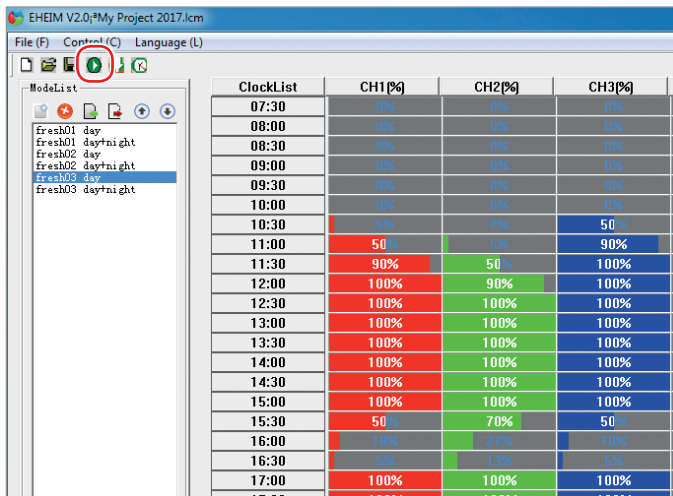 EHEIM V2.0¡ªMy Project 2017.lcm
File (F) Control (C) Language (L)
ModeList
fresh01 day
fresh01 day+night
fresh02 day
fresh02 day+night
fresh03 day
fresh03 day+night
ClockList CH1(%) CH2(%) CH3(%)
07:30 0% 0% 0%
08:00 0% 0% 0%
08:30 0% 0% 0%
09:00 0% 0% 0%
09:30 0% 0% 0%
10:00 0% 0% 0%
10:30 5% 0% 50%
11:00 50% 5% 90%
11:30 90% 50% 100%
12:00 100% 90% 100%
12:30 100% 100% 100%
13:00 100% 100% 100%
13:30 100% 100% 100%
14:00 100% 100% 100%
14:30 100% 100% 100%
15:00 100% 100% 100%
15:30 50% 70% 50%
16:00 10% 27% 10%
16:30 5% 13% 5%
17:00 100% 100% 100%